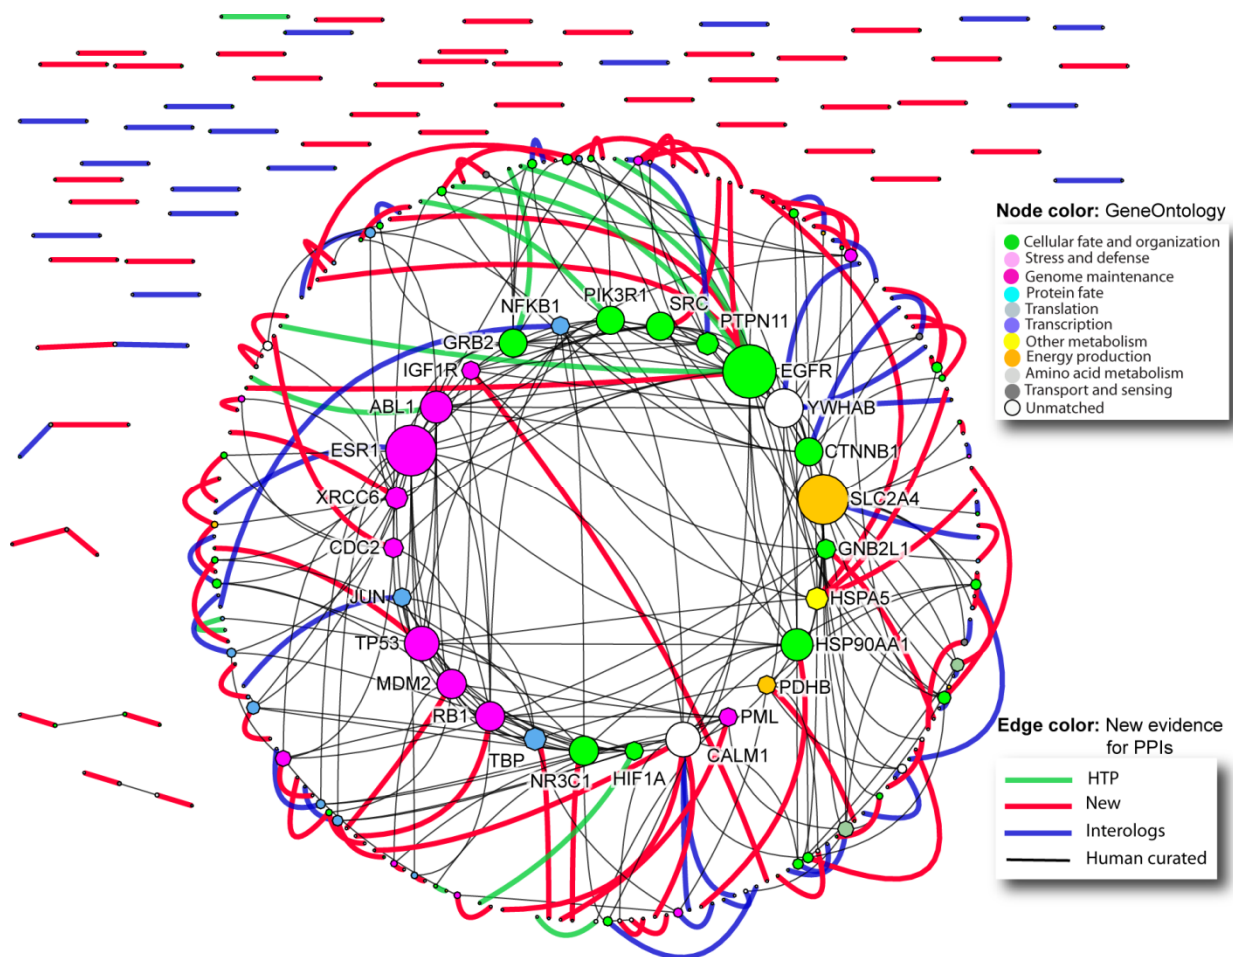 NFKB1
PIK3R1
SRC
PTPN11
GRB2
IGF1R
EGFR
ABL1
YWHAB
ESR1
CTNNB1
XRCC6
SLC2A4
CDC2
GNB2L1
JUN
HSPA5
TP53
HSP90AA1
MDM2
PDHB
RB1
PML
TBP
CALM1
NR3C1
HIF1A
Node color: GeneOntology
Cellular fate and organization
Stress and defense
Genome maintenance
Protein fate
Translation
Transcription
Other metabolism
Energy production
Amino acid metabolism
Transport and sensing
Unmatched
Edge color: New evidence
for PPIs
HTP
New
Interologs
Human curated